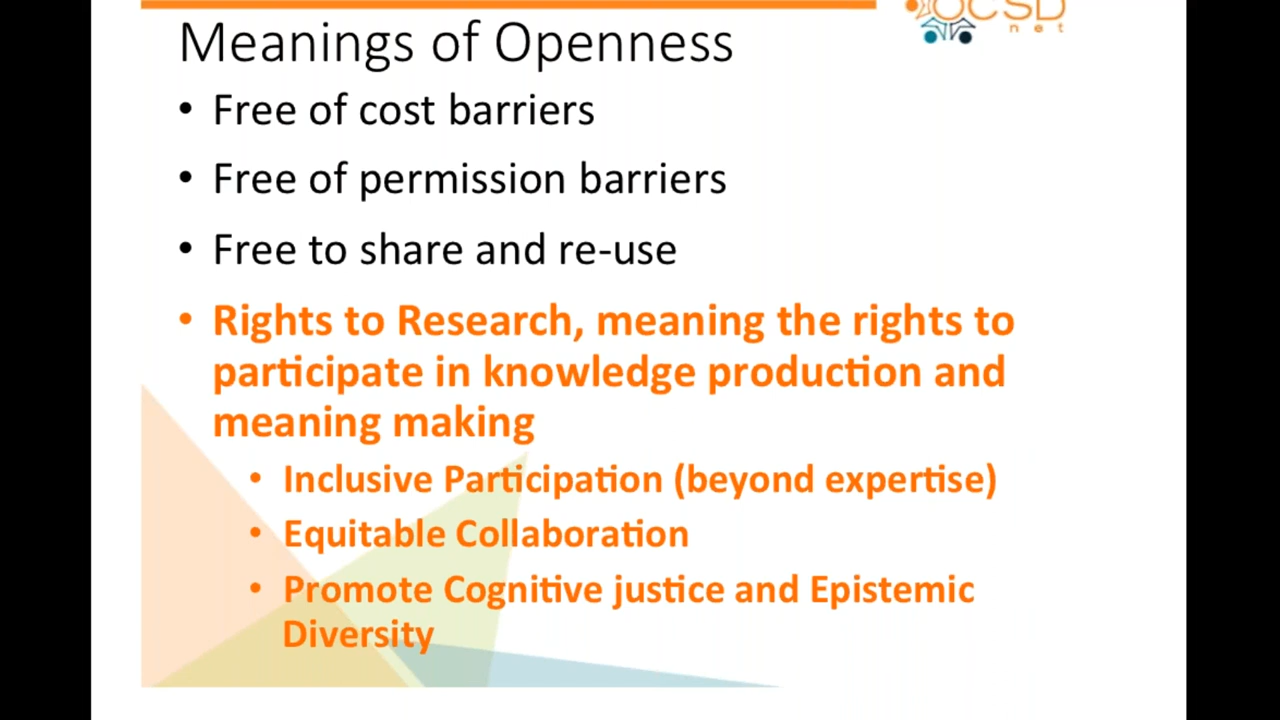 OCSD
net
Meanings of Openness
• Free of cost barriers
• Free of permission barriers
• Free to share and re-use
• Rights to Research, meaning the rights to
participate in knowledge production and
meaning making
• Inclusive Participation (beyond expertise)
• Equitable Collaboration
• Promote Cognitive justice and Epistemic
Diversity